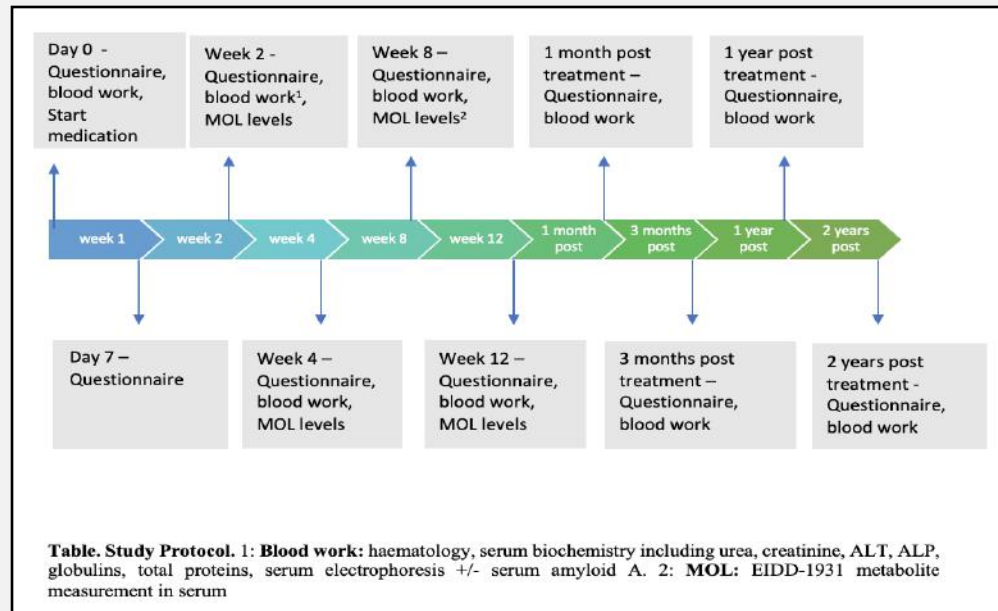 Day 0 -
Questionnaire,
blood work,
Start
medication
Week 2 -
Questionnaire,
blood work¹,
MOL levels
Week 8 –
Questionnaire,
blood work,
MOL levels²
1 month post
treatment –
Questionnaire,
blood work
1 year post
treatment -
Questionnaire,
blood work
week 1
week 2
week 4
week 8
week 12
1 month
post
3 months
post
1 year
post
2 years
post
Day 7 –
Questionnaire
Week 4 –
Questionnaire,
blood work,
MOL levels
Week 12 –
Questionnaire,
blood work,
MOL levels
3 months post
treatment –
Questionnaire,
blood work
2 years post
treatment -
Questionnaire,
blood work
Table. Study Protocol. 1: Blood work: haematology, serum biochemistry including urea, creatinine, ALT, ALP,
globulins, total proteins, serum electrophoresis +/- serum amyloid A. 2: MOL: EIDD-1931 metabolite
measurement in serum